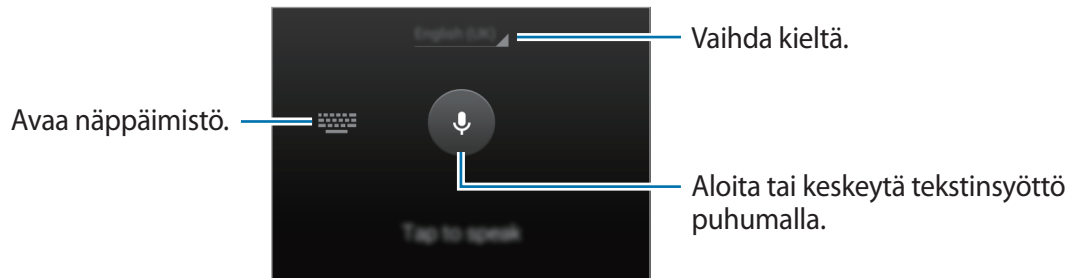 English (UK)
Vaihda kieltä.
Avaa näppäimistö.
Aloita tai keskeytä tekstinsyöttö
puhumalla.
Tap to speak